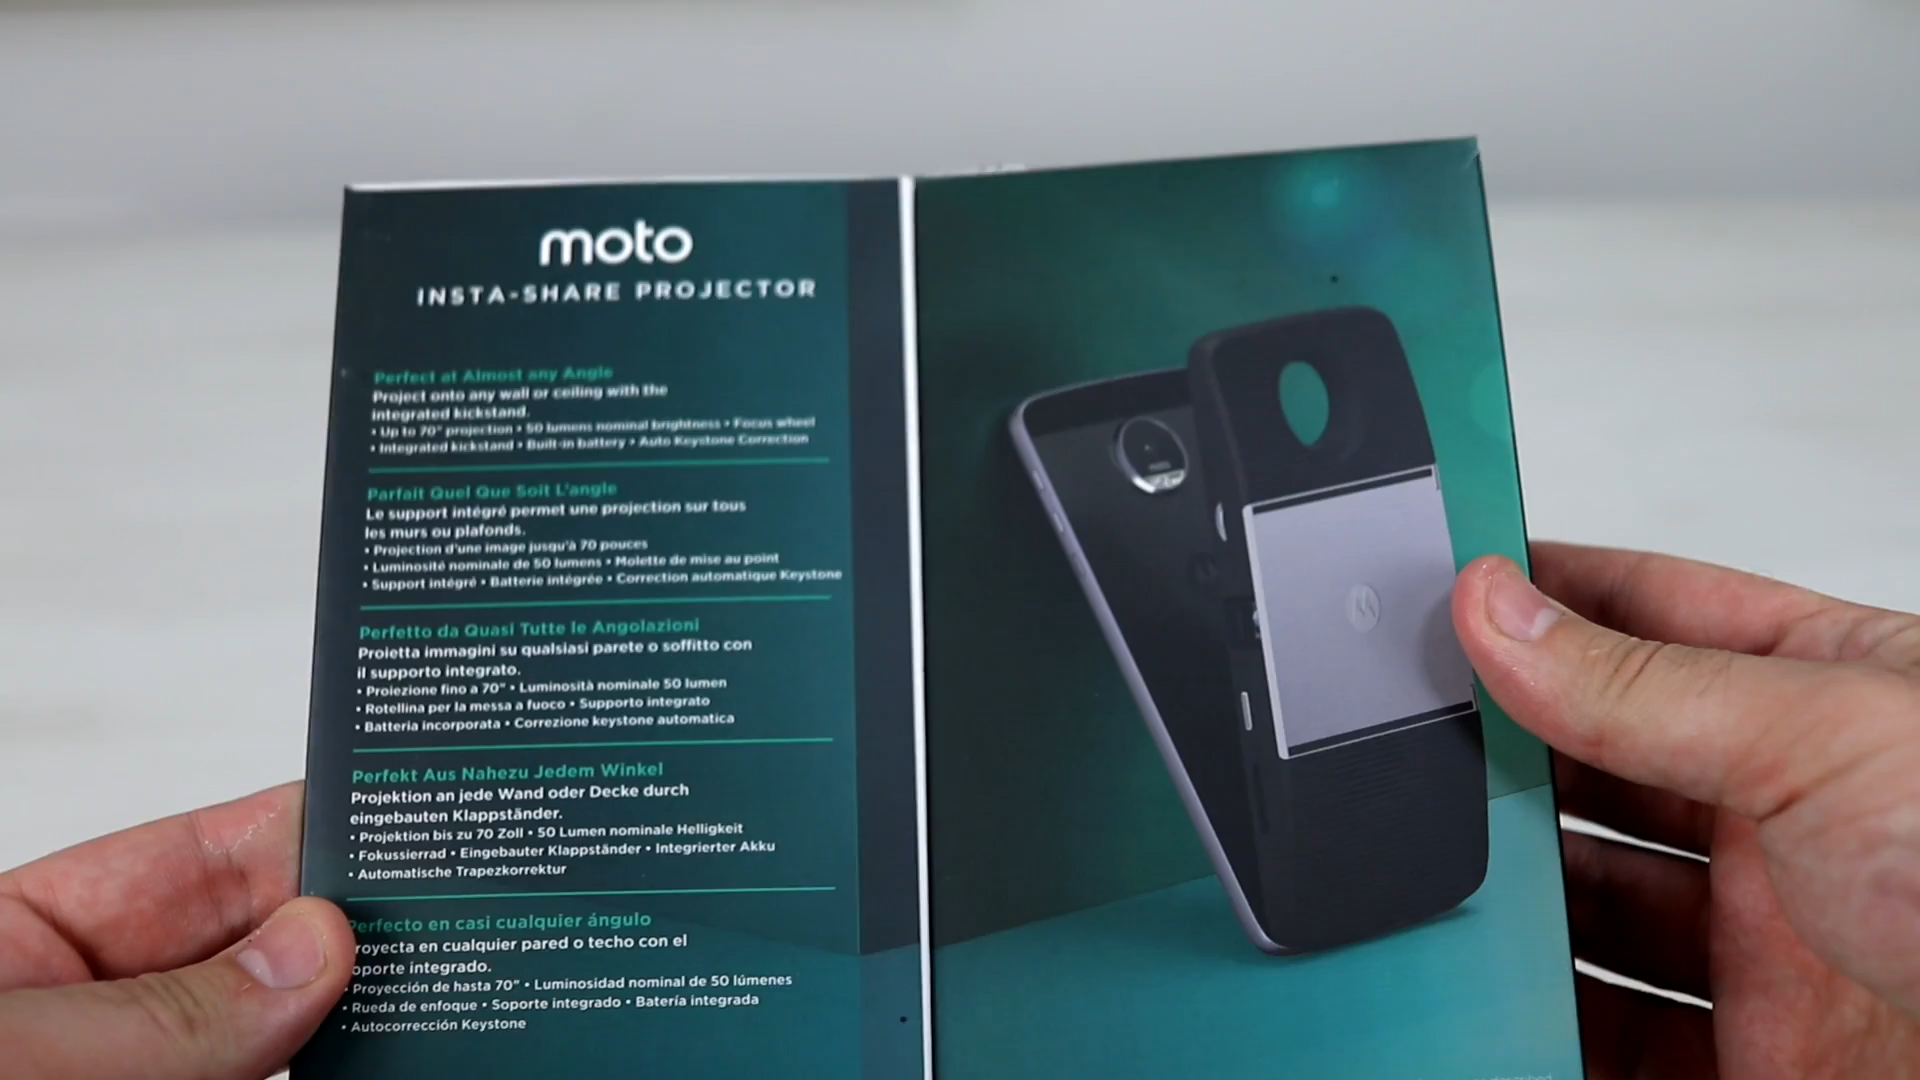 moto
INSTA-SHARE PROJECTOR
Perfect at Almost any Angle
Project onto any wall or ceiling with the
integrated kickstand.
• Up to 70" projection • 50 lumens nominal brightness • Focus wheel
• Integrated kickstand • Built-in battery • Auto Keystone Correction
Parfait Quel Que Soit L'angle
Le support intégré permet une projection sur tous
les murs ou plafonds.
• Projection d'une image jusqu'à 70 pouces
• Luminosité nominale de 50 lumens • Molette de mise au point
• Support intégré • Batterie intégrée • Correction automatique Keystone
Perfetto da Quasi Tutte le Angolazioni
Proietta immagini su qualsiasi parete o soffitto con
il supporto integrato.
• Proiezione fino a 70" • Luminosità nominale 50 lumen
• Rotellina per la messa a fuoco • Supporto integrato
• Batteria incorporata • Correzione keystone automatica
Perfekt Aus Nahezu Jedem Winkel
Projektion an jede Wand oder Decke durch
eingebauten Klappständer.
• Projektion bis zu 70 Zoll • 50 Lumen nominale Helligkeit
• Fokussierrad • Eingebauter Klappständer • Integrierter Akku
• Automatische Trapezkorrektur
Perfecto en casi cualquier ángulo
royecta en cualquier pared o techo con el
oporte integrado.
• Proyección de hasta 70" • Luminosidad nominal de 50 lúmenes
• Rueda de enfoque • Soporte integrado • Batería integrada
• Autocorrección Keystone